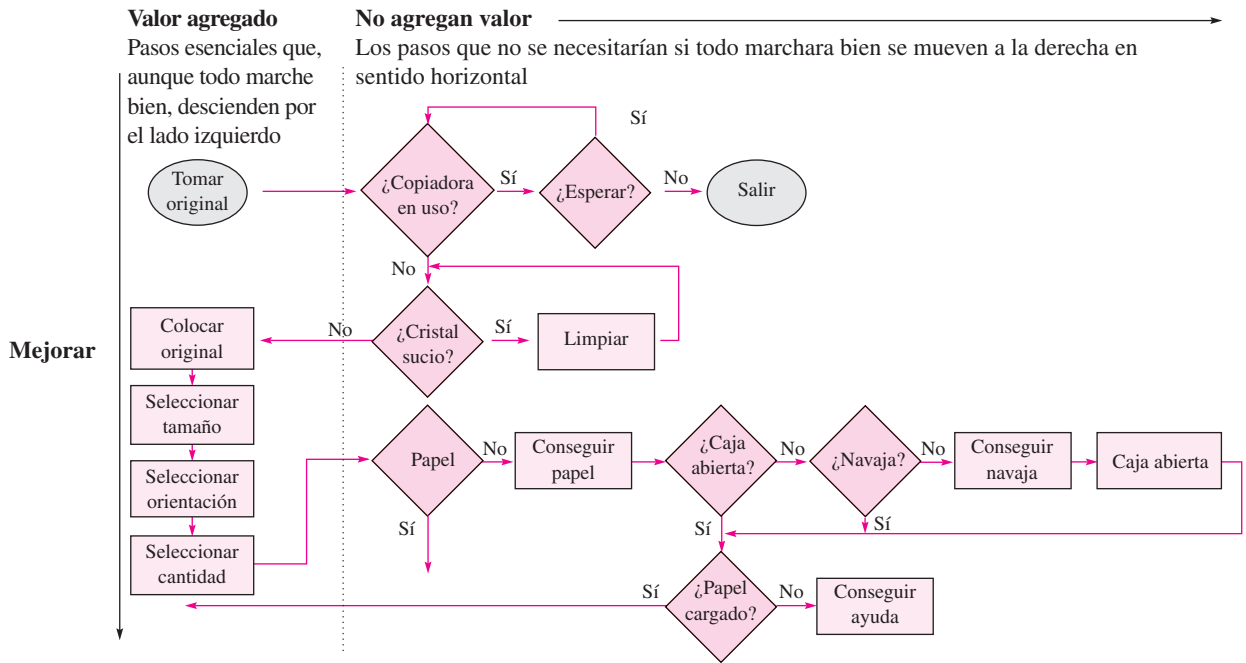 Valor agregado
Pasos esenciales que,
aunque todo marche
bien, descienden por
el lado izquierdo
No agregan valor
Los pasos que no se necesitarían si todo marchara bien se mueven a la derecha en
sentido horizontal
Mejorar
Tomar
original
¿Copiadora
en uso?
Sí
¿Esperar?
Sí
No
Salir
No
¿Cristal
sucio?
Sí
Limpiar
No
Colocar
original
Seleccionar
tamaño
Seleccionar
orientación
Seleccionar
cantidad
Papel
No
Conseguir
papel
¿Caja
abierta?
No
¿Navaja?
No
Conseguir
navaja
Caja abierta
Sí
Sí
Sí
¿Papel
cargado?
Sí
No
Conseguir
ayuda